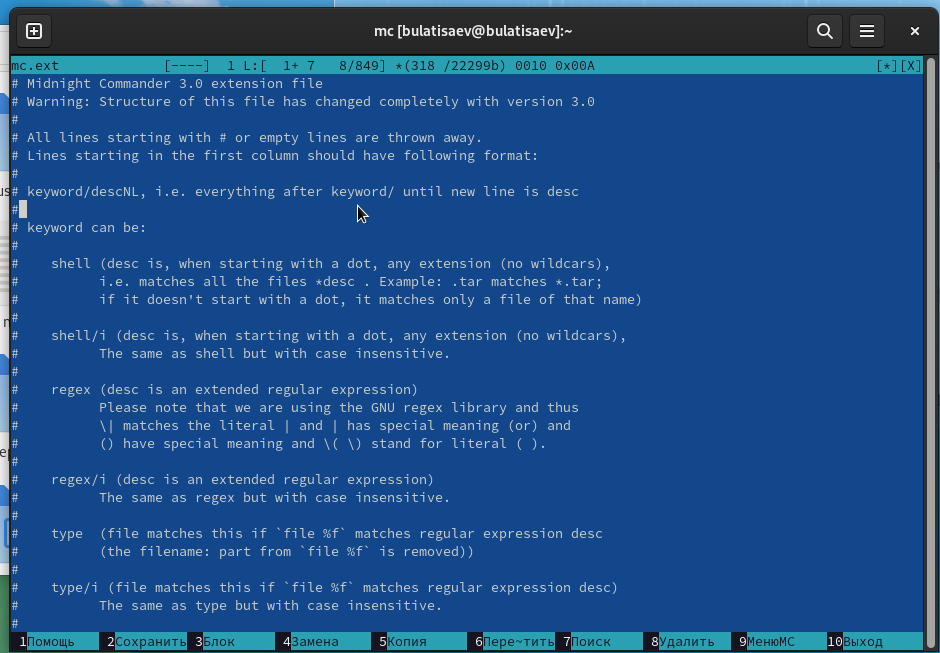 mc [bulatisaev@bulatisaev]:~
mc.ext [----] 1 L:[ 1+ 7 8/849] *(318 /22299b) 0010 0x00A [*][X]
# Midnight Commander 3.0 extension file
# Warning: Structure of this file has changed completely with version 3.0
#
# All lines starting with # or empty lines are thrown away.
# Lines starting in the first column should have following format:
#
# keyword/descNL, i.e. everything after keyword/ until new line is desc
#
# keyword can be:
#
#    shell (desc is, when starting with a dot, any extension (no wildcars),
#          i.e. matches all the files *desc . Example: .tar matches *.tar;
#          if it doesn't start with a dot, it matches only a file of that name)
#
#    shell/i (desc is, when starting with a dot, any extension (no wildcars),
#          The same as shell but with case insensitive.
#
#    regex (desc is an extended regular expression)
#          Please note that we are using the GNU regex library and thus
#          \| matches the literal | and | has special meaning (or) and
#          () have special meaning and \( \) stand for literal ( ).
#
#    regex/i (desc is an extended regular expression)
#          The same as regex but with case insensitive.
#
#    type  (file matches this if `file %f` matches regular expression desc
#          (the filename: part from `file %f` is removed))
#
#    type/i (file matches this if `file %f` matches regular expression desc)
#          The same as type but with case insensitive.
#
1Помощь 2Сохранить 3Блок 4Замена 5Копия 6Пере~тить 7Поиск 8Удалить 9МенюMC 10Выход